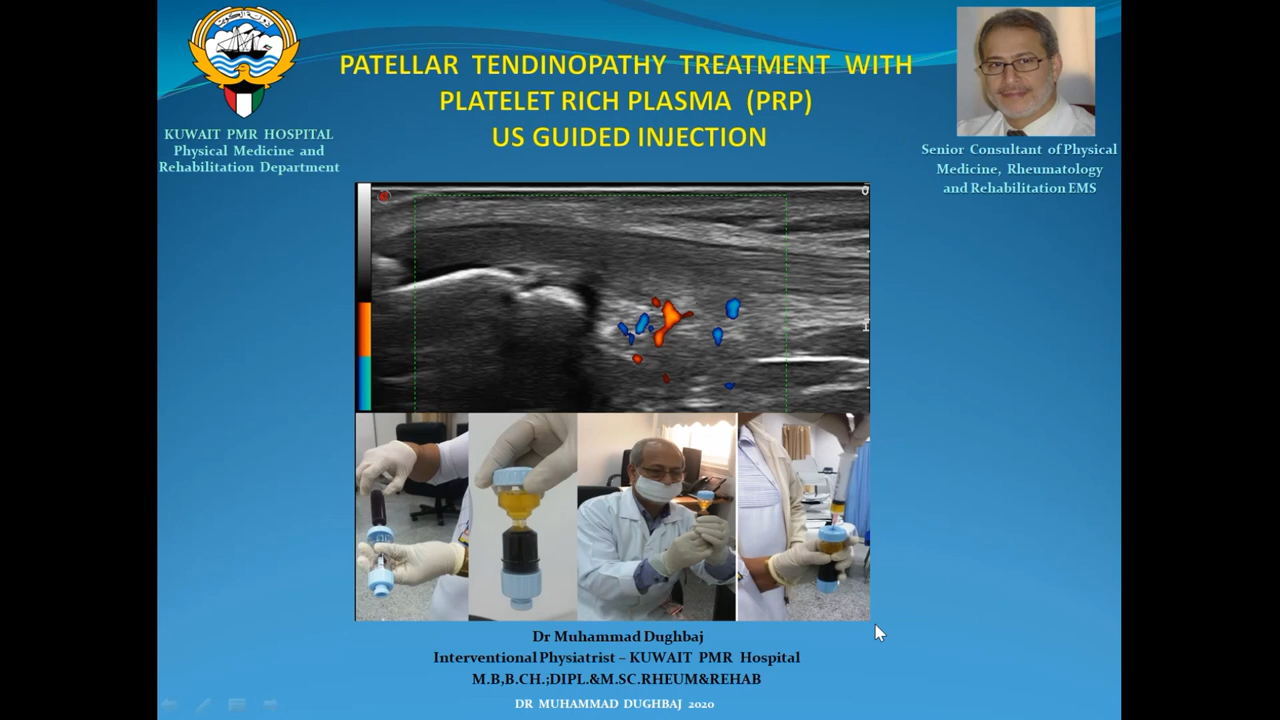 PATELLAR TENDINOPATHY TREATMENT WITH
PLATELET RICH PLASMA (PRP)
US GUIDED INJECTION
KUWAIT PMR HOSPITAL
Physical Medicine and
Rehabilitation Department
Senior Consultant of Physical
Medicine, Rheumatology
and Rehabilitation EMS
0
1
Dr Muhammad Dughbaj
Interventional Physiatrist – KUWAIT PMR Hospital
M.B,B.CH.;DIPL.&M.SC.RHEUM&REHAB
DR MUHAMMAD DUGHBAJ 2020